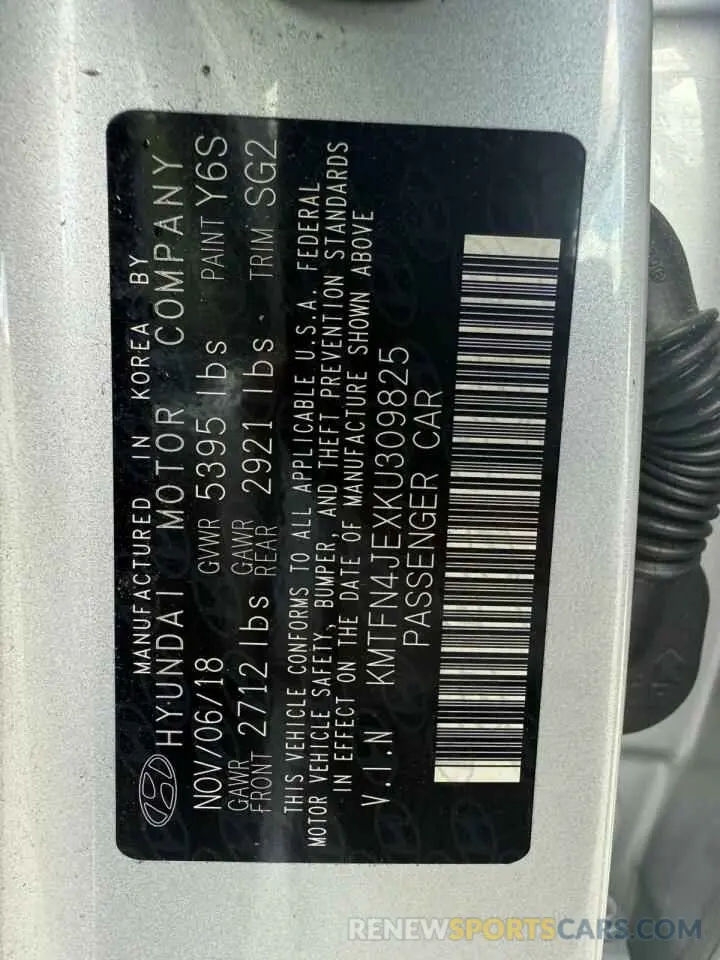 MANUFACTURED IN KOREA BY
HYUNDAI MOTOR COMPANY
NOV/06/18 GVWR 5395 lbs PAINT Y6S
GAWR FRONT 2712 lbs GAWR REAR 2921 lbs TRIM SG2
THIS VEHICLE CONFORMS TO ALL APPLICABLE U.S.A. FEDERAL
MOTOR VEHICLE SAFETY, BUMPER, AND THEFT PREVENTION STANDARDS
IN EFFECT ON THE DATE OF MANUFACTURE SHOWN ABOVE
V.I.N KMTFN4JEXKU309825
PASSENGER CAR
RENEWSPORTSCAR.COM